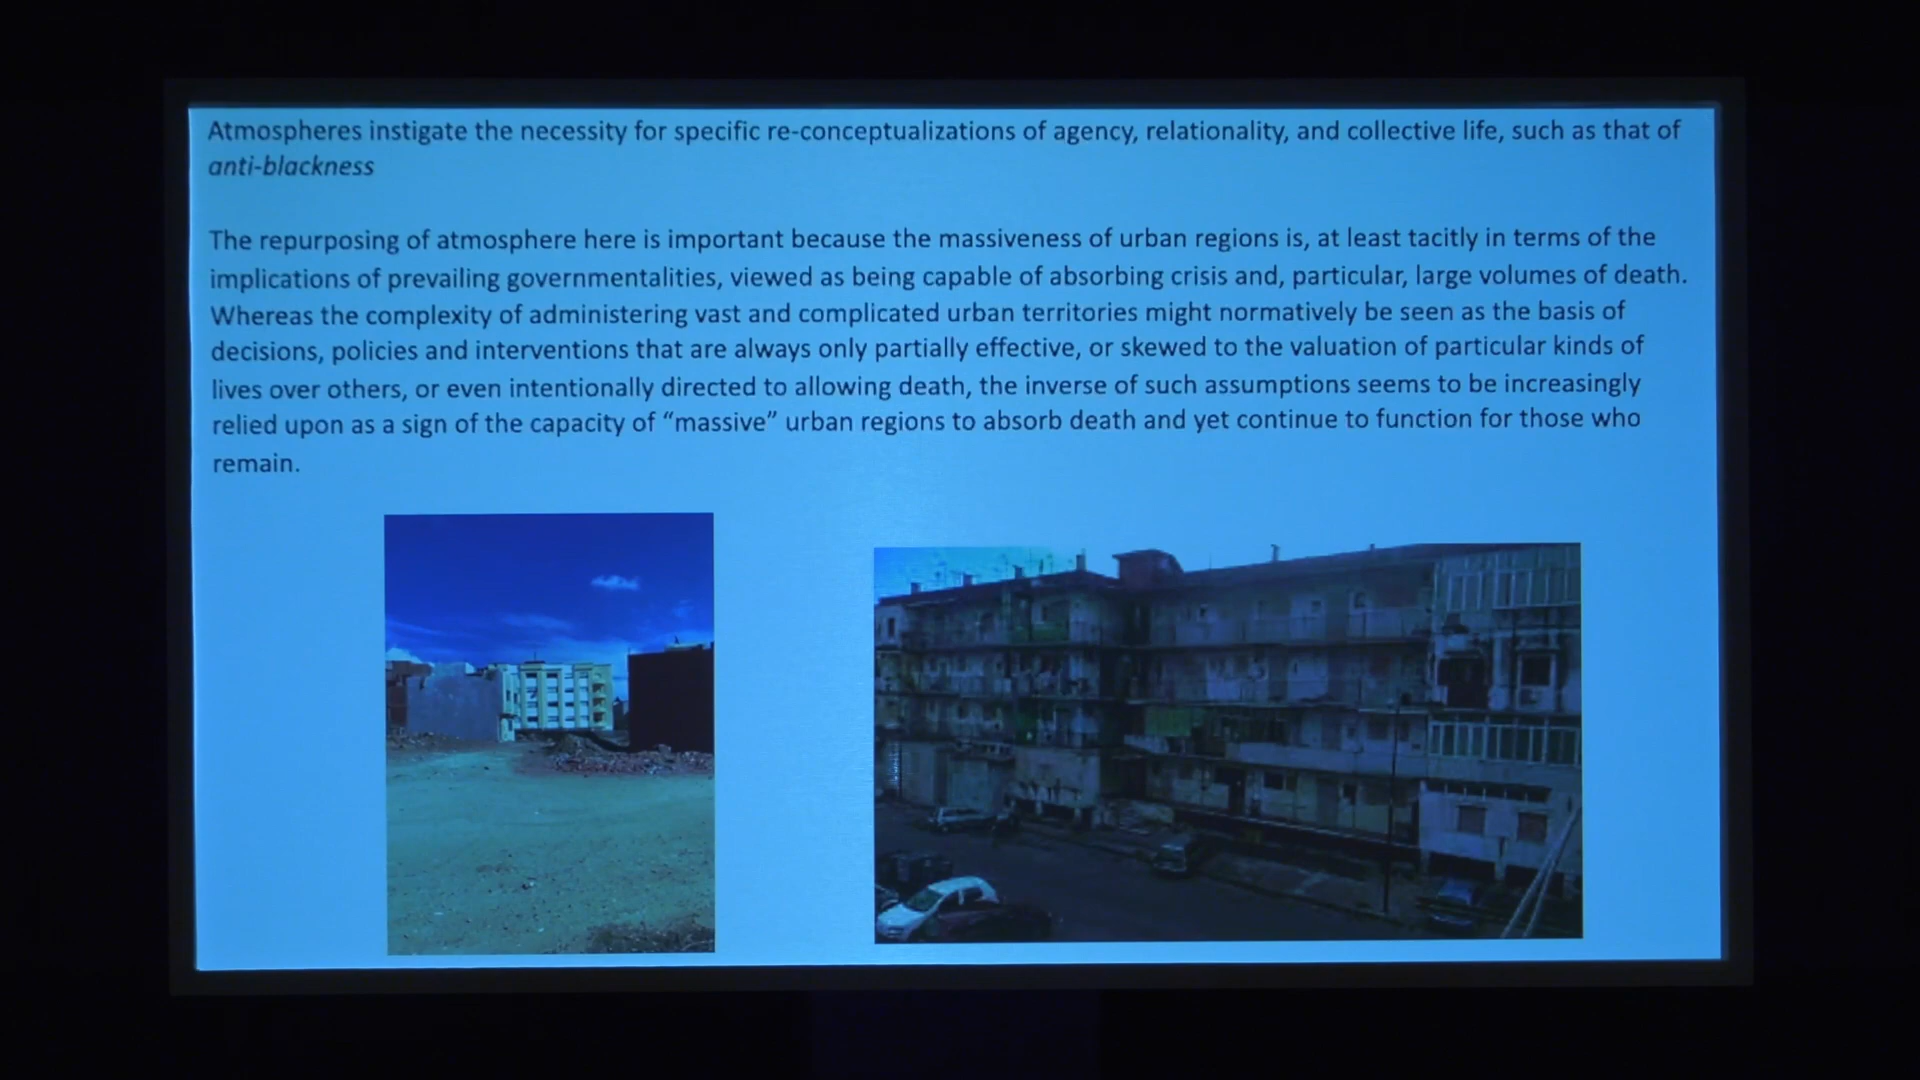 Atmospheres instigate the necessity for specific re-conceptualizations of agency, relationality, and collective life, such as that of
anti-blackness
The repurposing of atmosphere here is important because the massiveness of urban regions is, at least tacitly in terms of the
implications of prevailing governmentalities, viewed as being capable of absorbing crisis and, particular, large volumes of death.
Whereas the complexity of administering vast and complicated urban territories might normatively be seen as the basis of
decisions, policies and interventions that are always only partially effective, or skewed to the valuation of particular kinds of
lives over others, or even intentionally directed to allowing death, the inverse of such assumptions seems to be increasingly
relied upon as a sign of the capacity of “massive” urban regions to absorb death and yet continue to function for those who
remain.